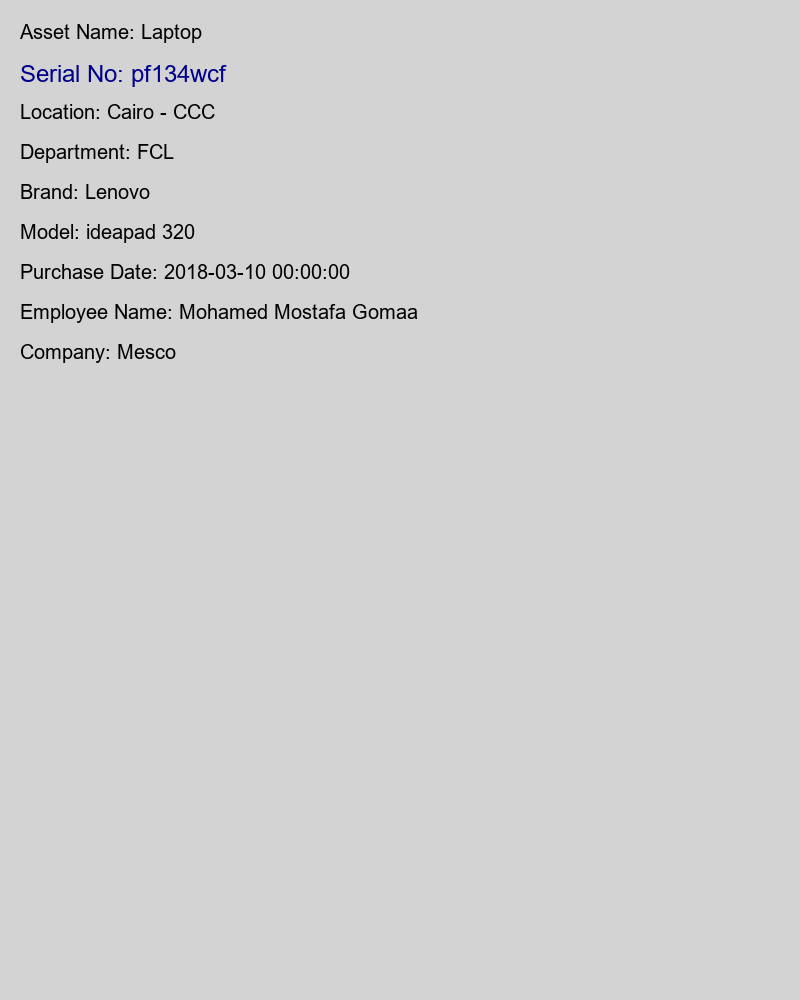 Asset Name: Laptop
Serial No: pf134wcf
Location: Cairo - CCC
Department: FCL
Brand: Lenovo
Model: ideapad 320
Purchase Date: 2018-03-10 00:00:00
Employee Name: Mohamed Mostafa Gomaa
Company: Mesco